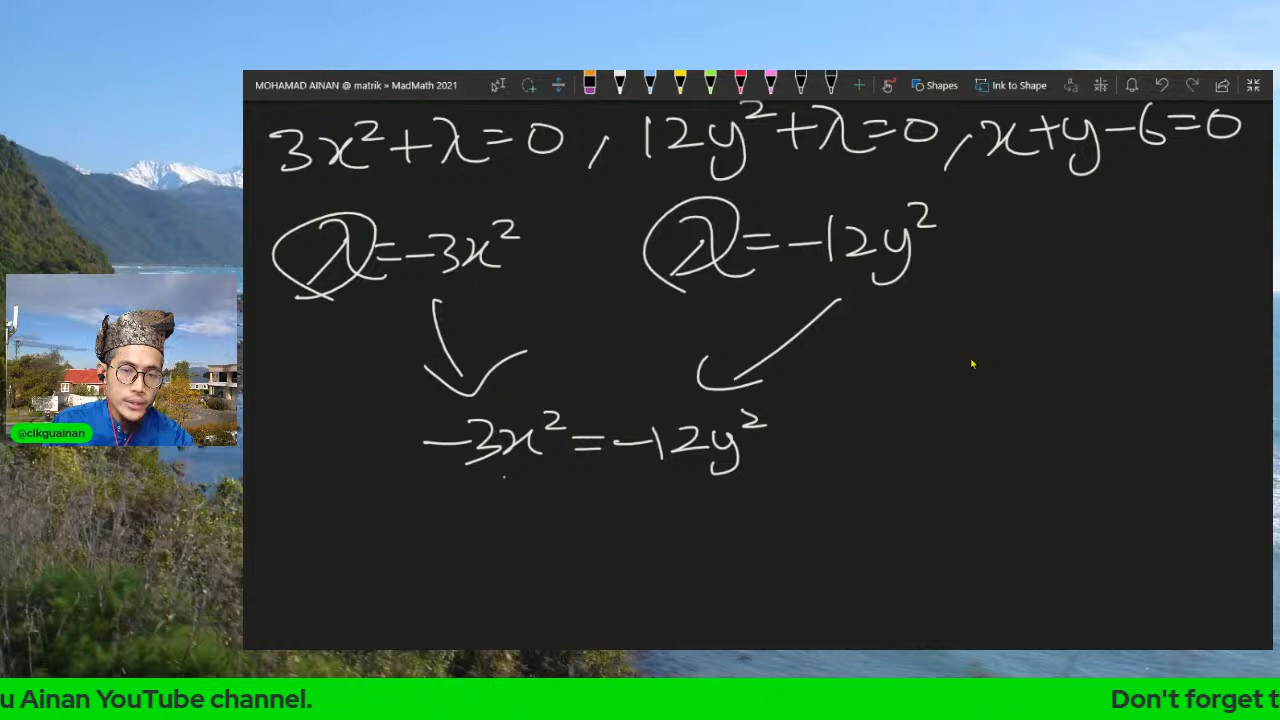 MOHAMAD AINAN @ matrik » MadMath 2021
Shapes
Ink to Shape
3x²+λ=0, 12y²+λ=0, x+y-6=0
λ=-3x² λ=-12y²
-3x²=-12y²
@cikguainan
u Ainan YouTube channel. Don't forget t